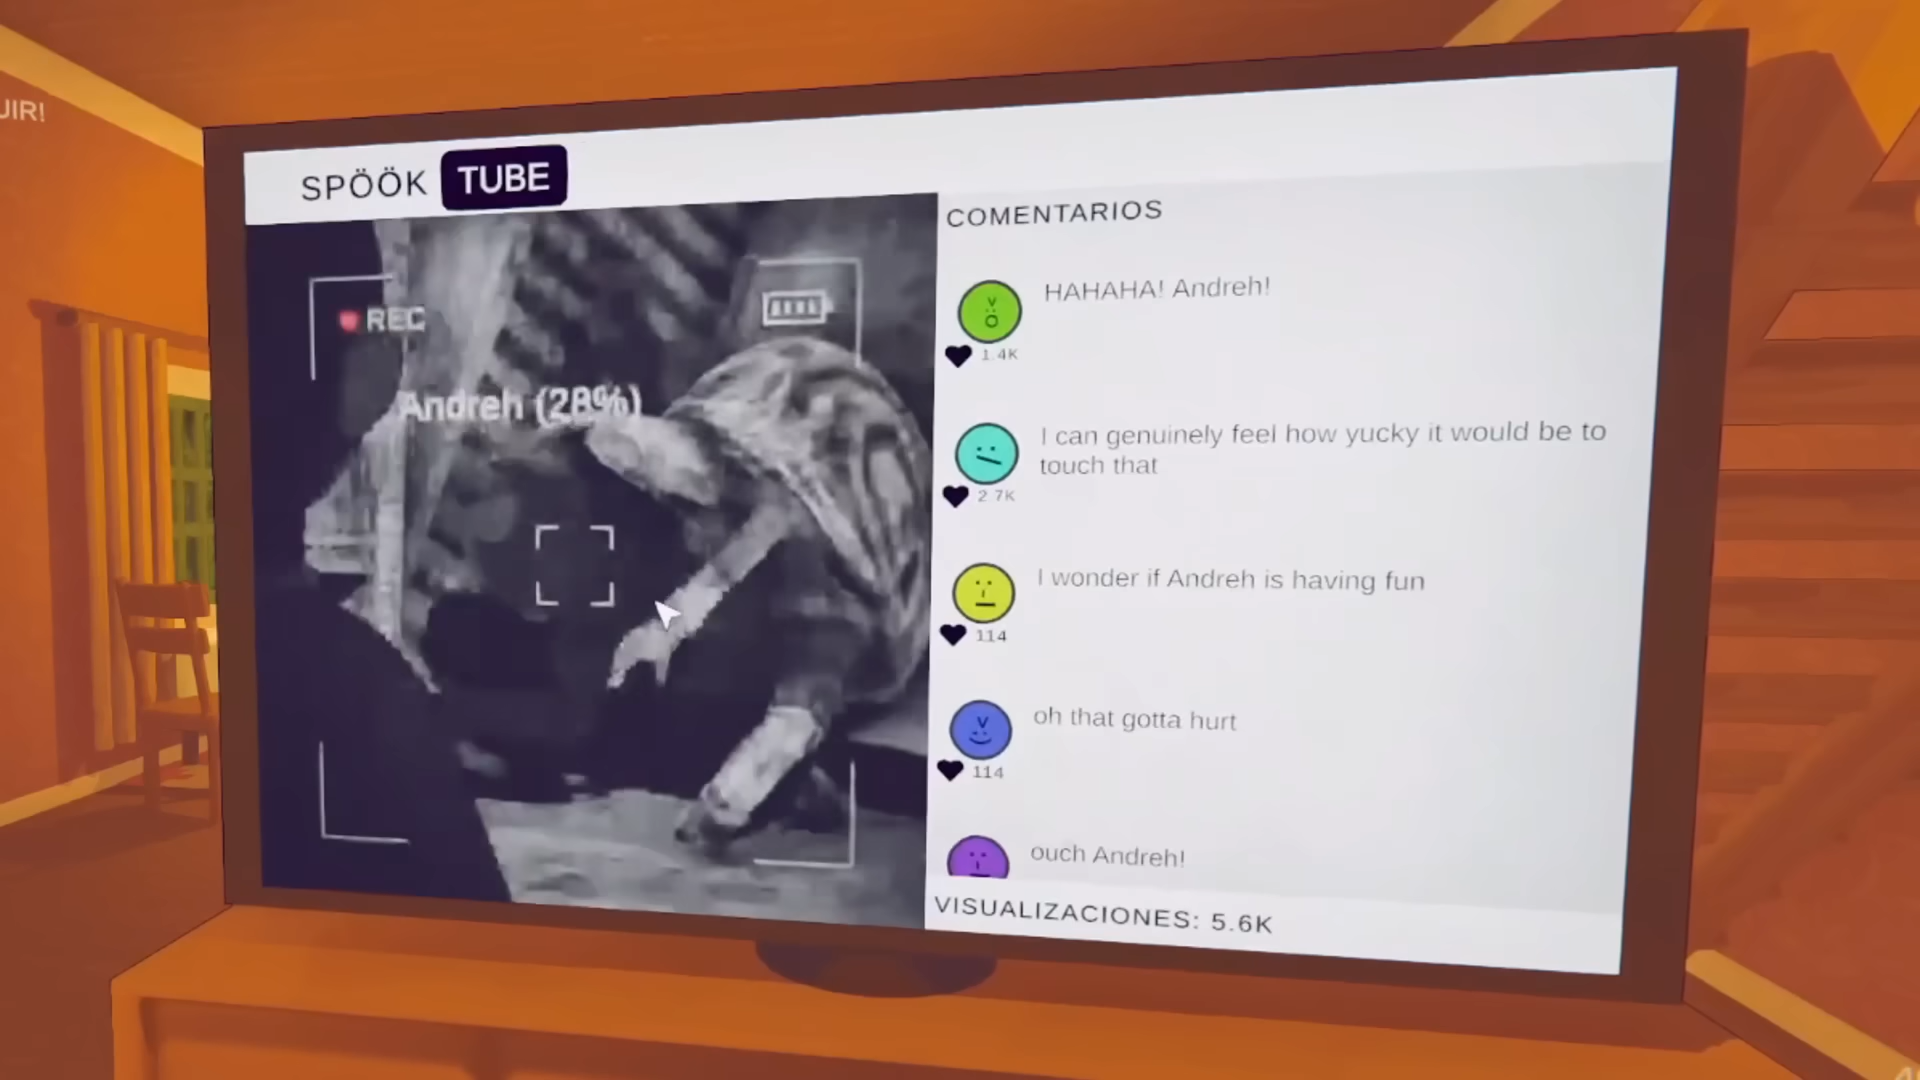 UIR!
SPÖÖK TUBE
REC
Andreh (28%)
COMENTARIOS
HAHAHA! Andreh!
1.4K
I can genuinely feel how yucky it would be to
touch that
2.7K
I wonder if Andreh is having fun
114
oh that gotta hurt
114
ouch Andreh!
VISUALIZACIONES: 5.6K